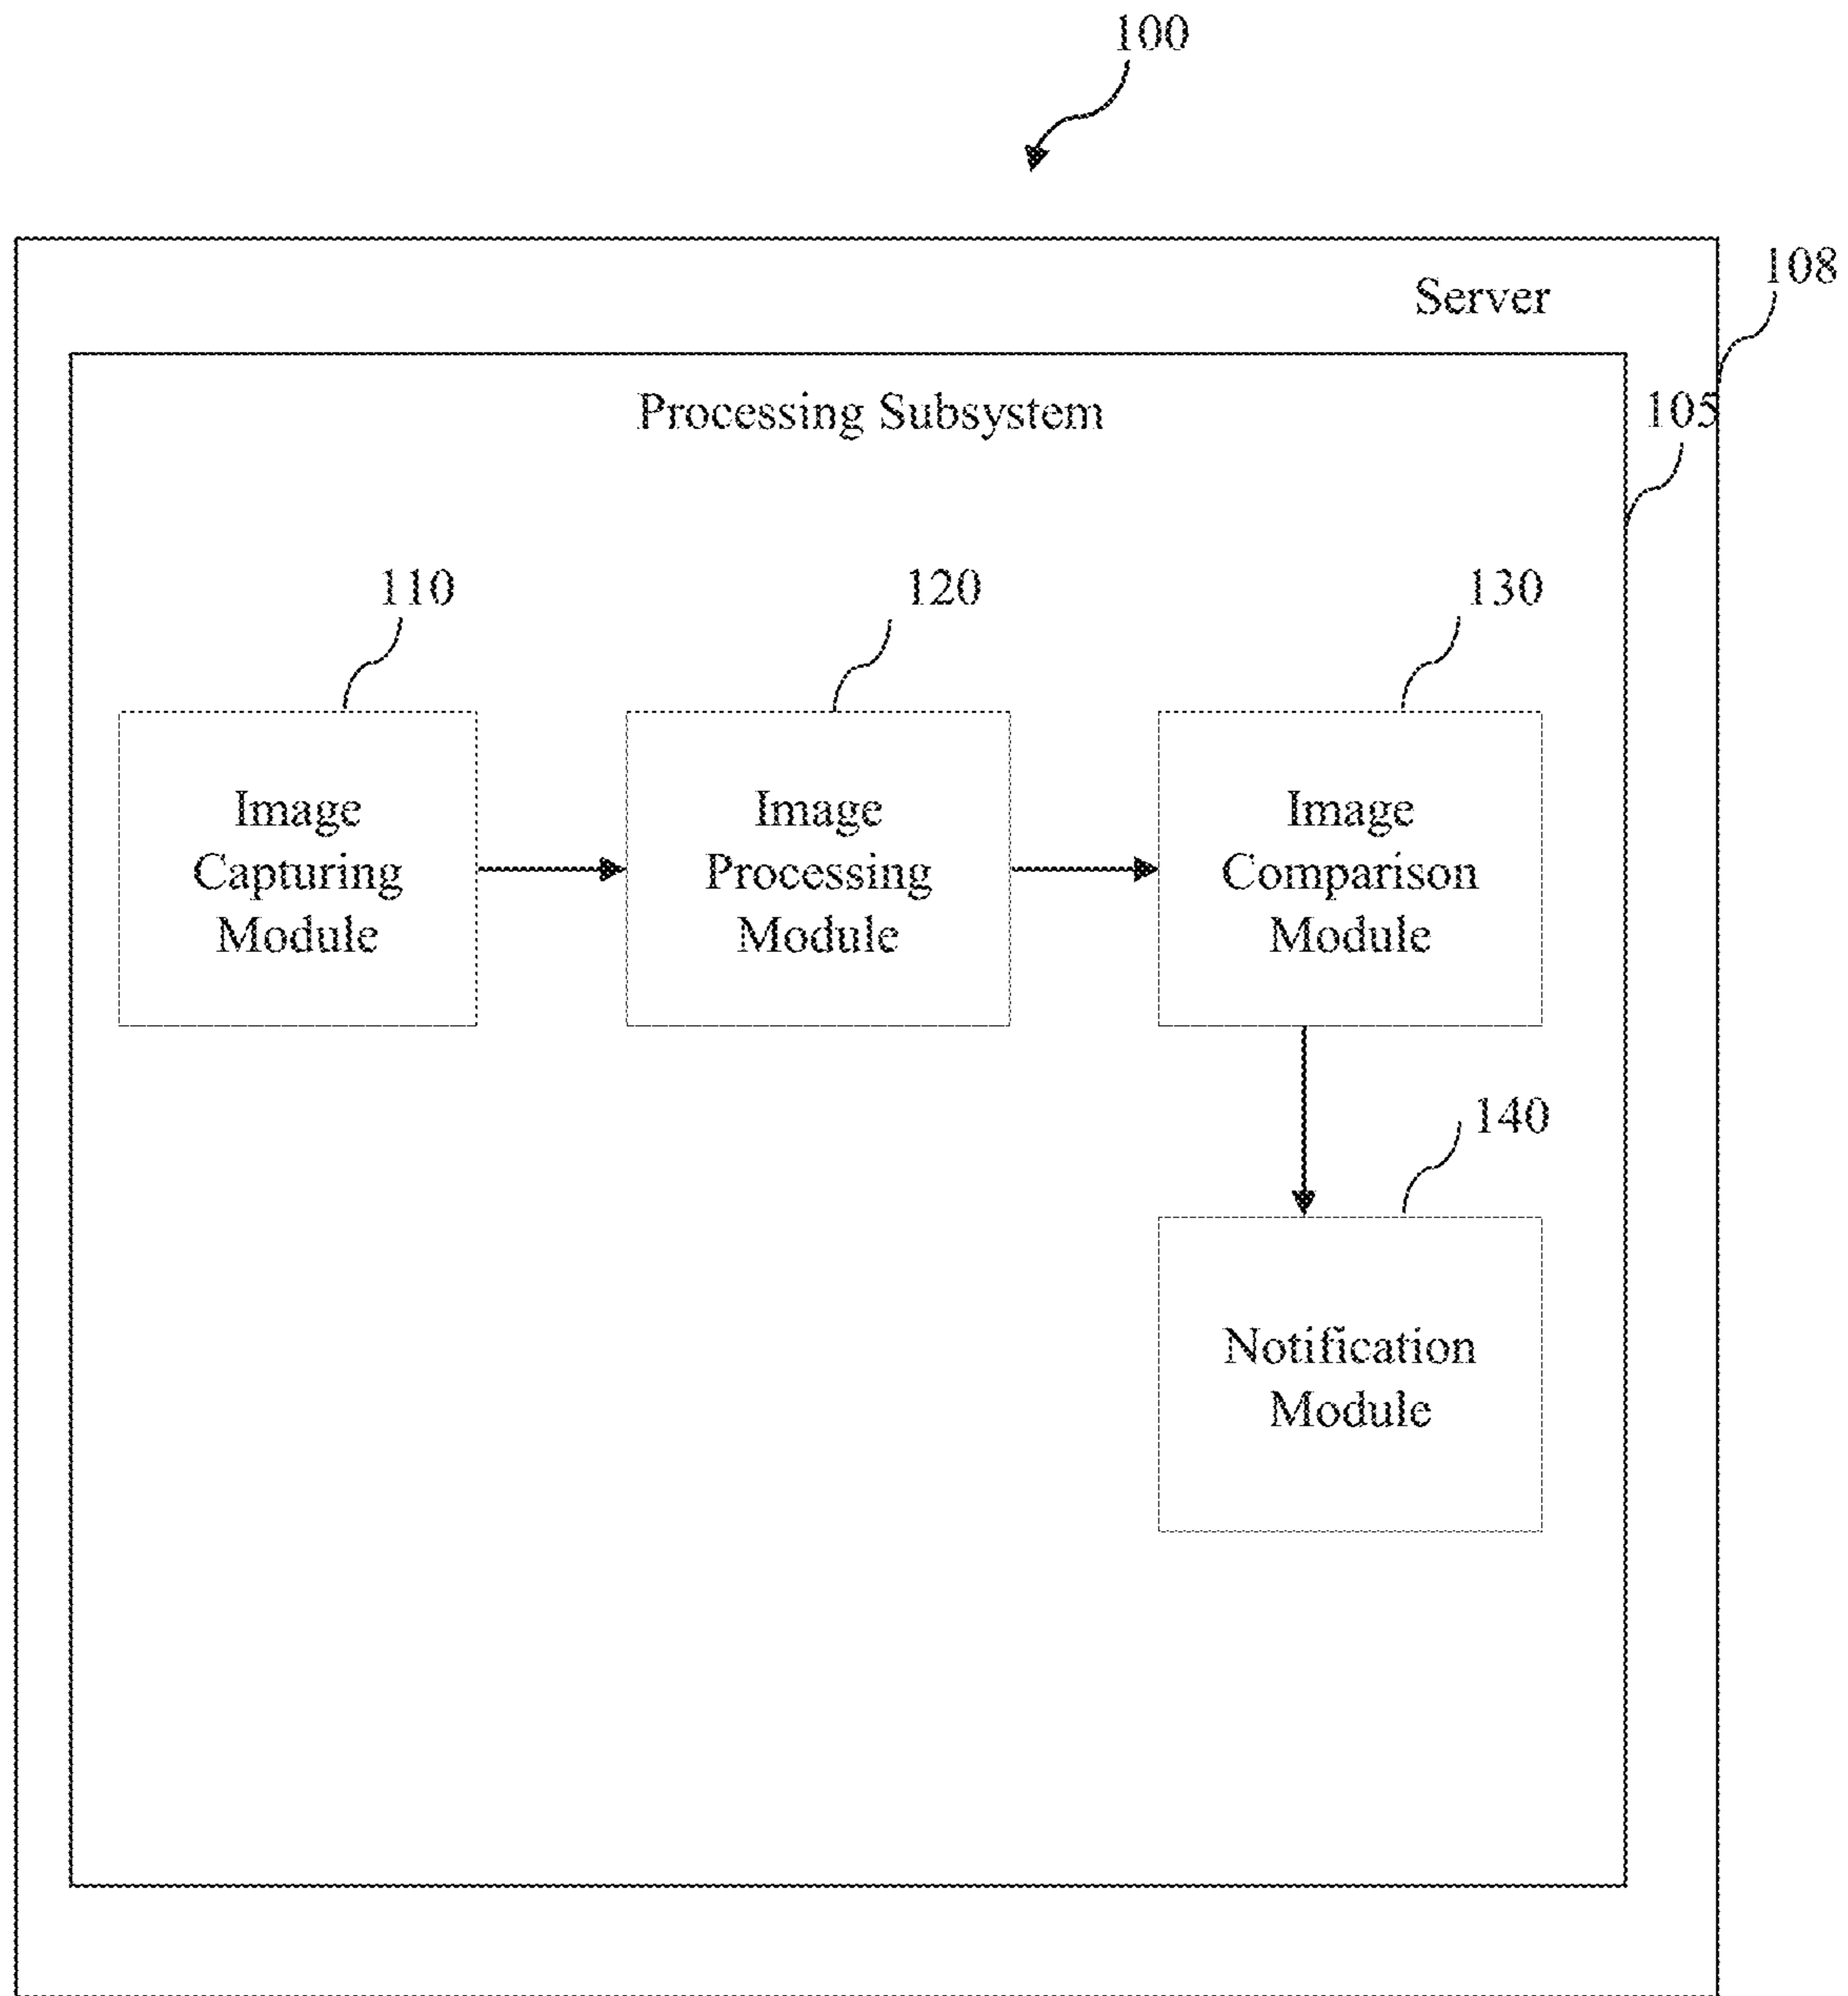 100
108
Server
105
Processing Subsystem
110
120
130
Image
Capturing
Module
Image
Processing
Module
Image
Comparison
Module
140
Notification
Module